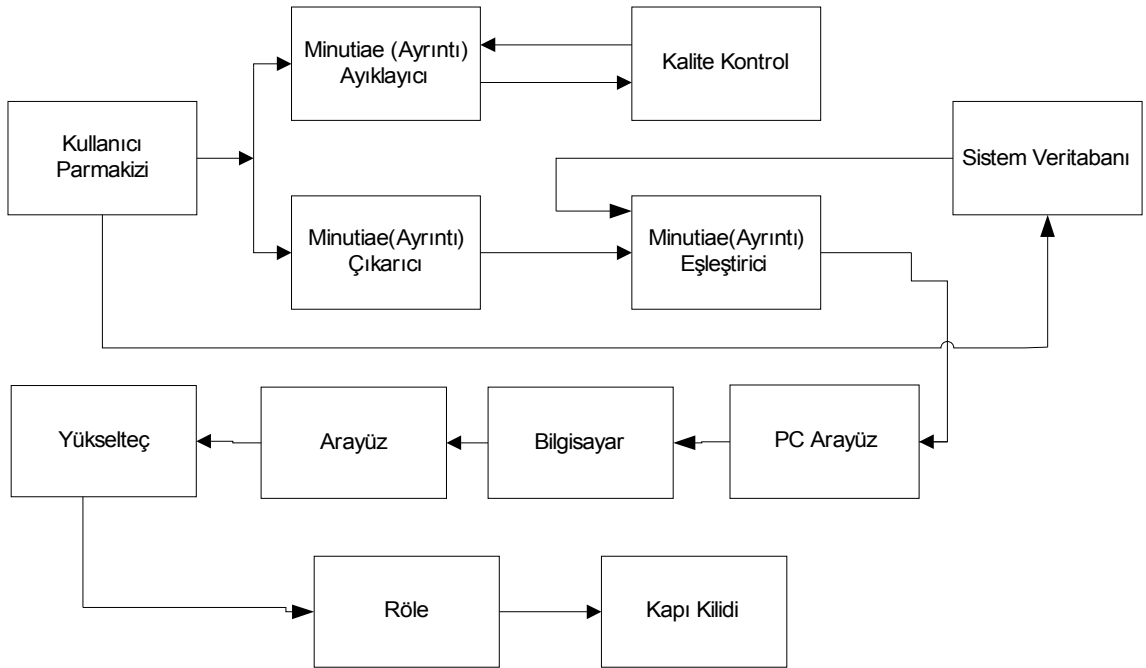 Minutiae (Ayrıntı)
Ayıklayıcı
Kalite Kontrol
Kullanıcı
Parmakizi
Sistem Veritabanı
Minutiae(Ayrıntı)
Çıkarıcı
Minutiae(Ayrıntı)
Eşleştirici
Yükselteç
Arayüz
Bilgisayar
PC Arayüz
Röle
Kapı Kilidi